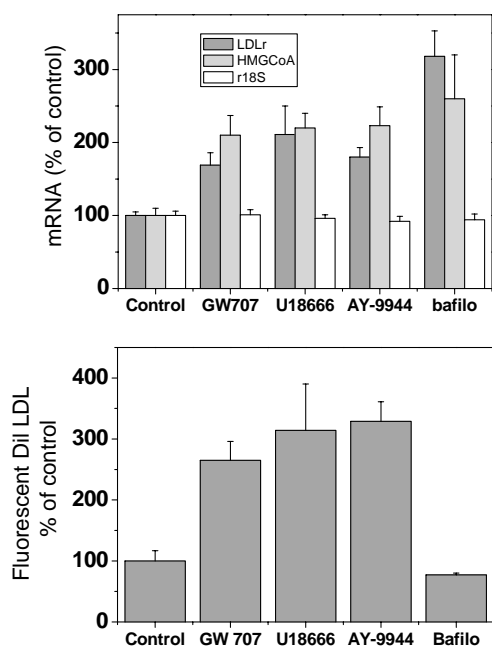 LDLr
HMGCoA
r18S
mRNA (% of control)
300
200
100
0
Control GW707 U18666 AY-9944 bafilo
Fluorescent Dil LDL
% of control
400
300
200
100
0
Control GW 707 U18666 AY-9944 Bafilo